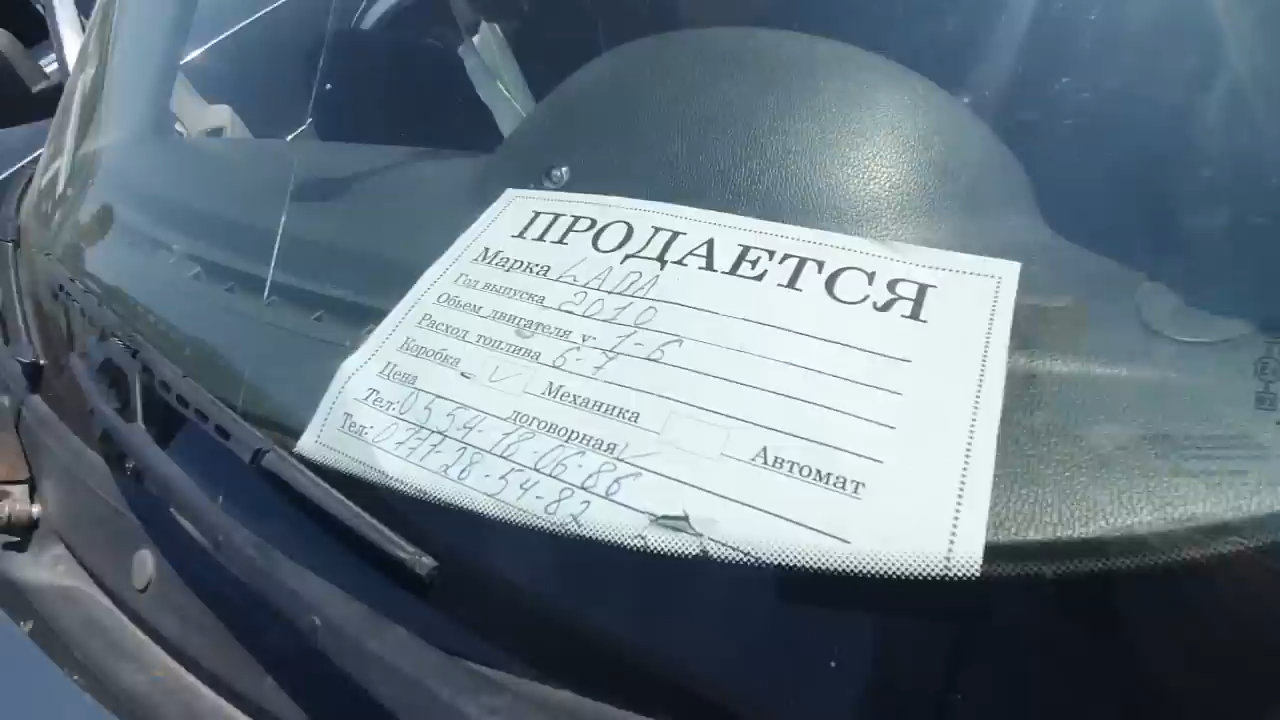 ПРОДАЕТСЯ
Марка LADA
Год выпуска 2010
Объем двигателя v 1-6
Расход топлива 6-7
Коробка ✓ Механика Автомат
Цена договорная ✓
Тел: 0554-18-06-86
Тел: 0777-28-54-82